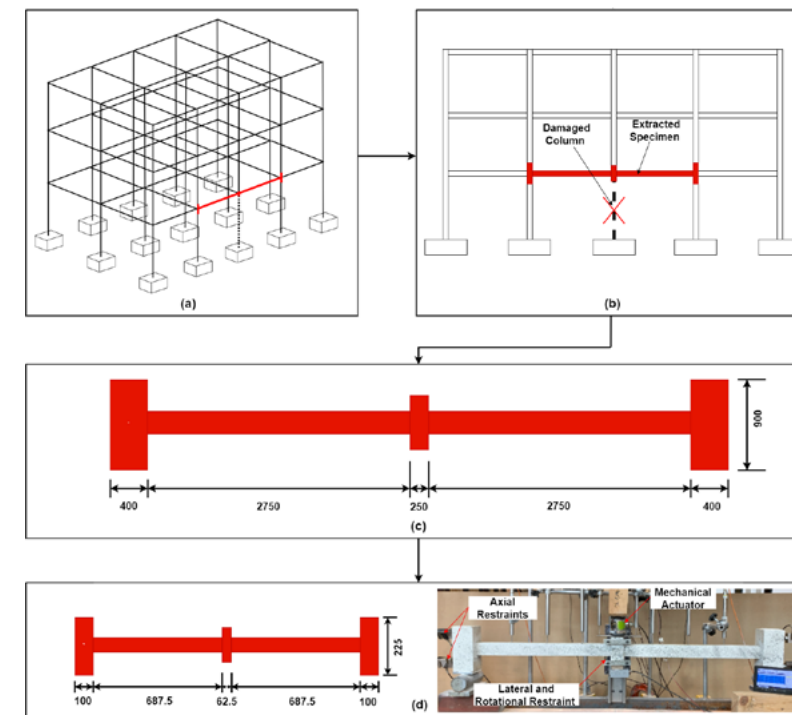 (a)
Damaged
Column
Extracted
Specimen
(b)
900
400
2750
250
2750
400
(c)
225
100
687.5
62.5
687.5
100
(d)
Axial
Restraints
Mechanical
Actuator
Lateral and
Rotational Restraint